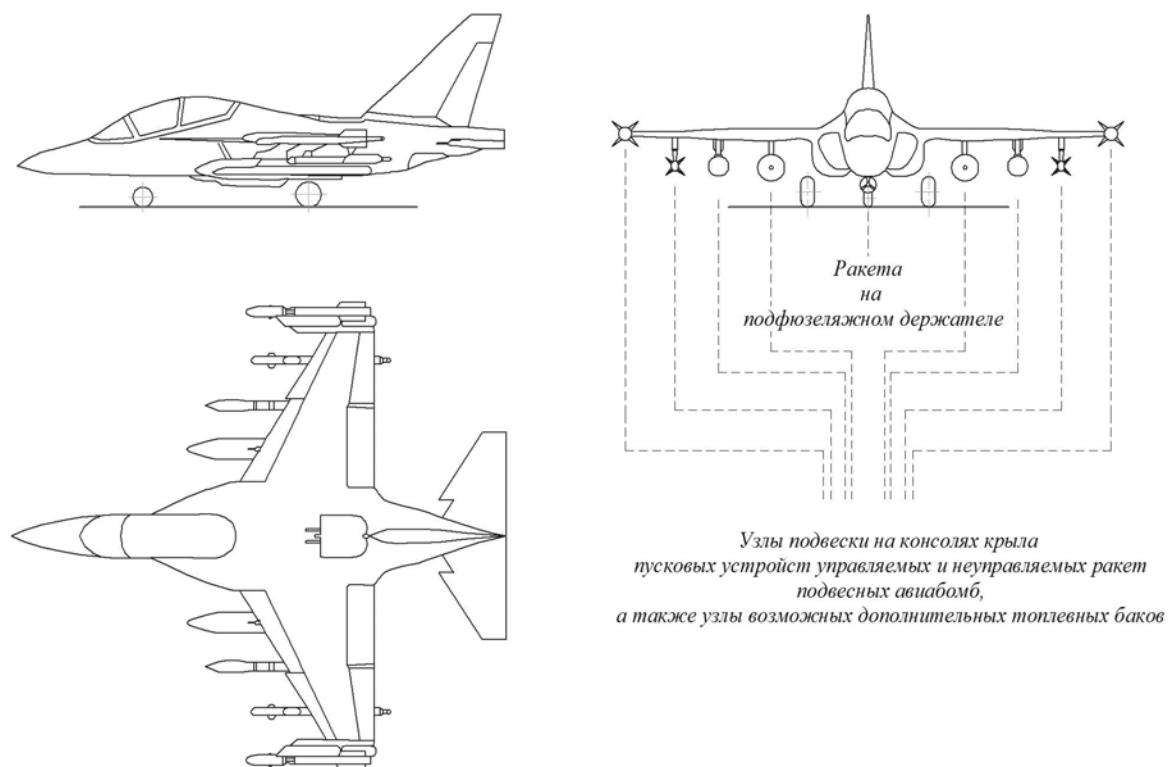 Ракета
на
подфюзеляжном держателе
Узлы подвески на консолях крыла
пусковых устройст управляемых и неуправляемых ракет
подвесных авиабомб,
а также узлы возможных дополнительных топлевных баков